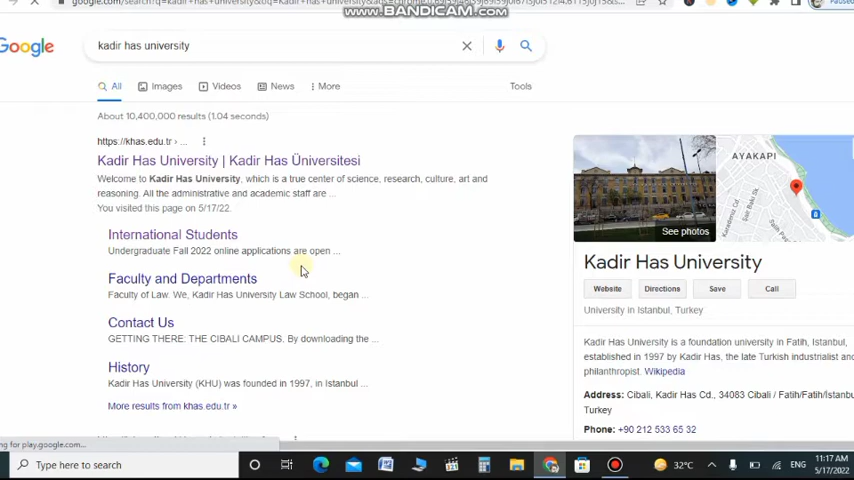 www.BANDICAM.com
Paused
Google
kadir has university
All
Images
Videos
News
More
Tools
About 10,400,000 results (1.04 seconds)
https://khas.edu.tr › ...
Kadir Has University | Kadir Has Üniversitesi
Welcome to Kadir Has University, which is a true center of science, research, culture, art and
reasoning. All the administrative and academic staff are ...
You visited this page on 5/17/22.
International Students
Undergraduate Fall 2022 online applications are open ...
Faculty and Departments
Faculty of Law. We, Kadir Has University Law School, began ...
Contact Us
GETTING THERE: THE CIBALI CAMPUS. By downloading the ...
History
Kadir Has University (KHU) was founded in 1997, in Istanbul ...
More results from khas.edu.tr »
AYAKAPI
See photos
Kadir Has University
Website
Directions
Save
Call
University in Istanbul, Turkey
Kadir Has University is a foundation university in Fatih, Istanbul,
established in 1997 by Kadir Has, the late Turkish industrialist and
philanthropist. Wikipedia
Address: Cibali, Kadir Has Cd., 34083 Cibali / Fatih/Fatih/Istanbul,
Turkey
Phone: +90 212 533 65 32
ng for play.google.com...
Type here to search
32°C
ENG
11:17 AM
5/17/2022